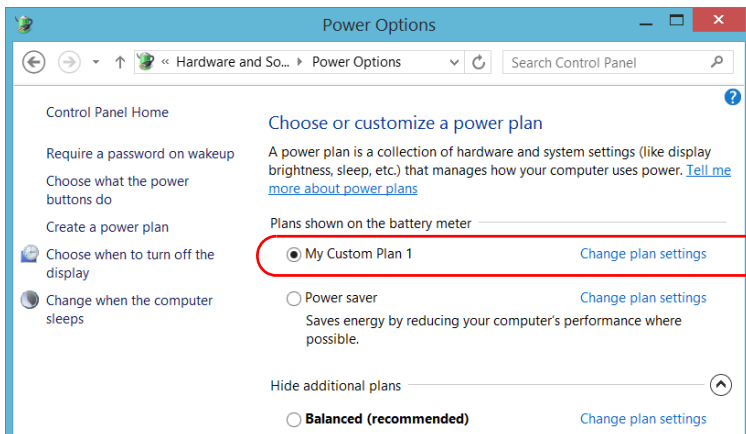 Power Options
« Hardware and So... Power Options
Search Control Panel
Control Panel Home
Require a password on wakeup
Choose what the power
buttons do
Create a power plan
Choose when to turn off the
display
Change when the computer
sleeps
Choose or customize a power plan
A power plan is a collection of hardware and system settings (like display
brightness, sleep, etc.) that manages how your computer uses power. Tell me
more about power plans
Plans shown on the battery meter
My Custom Plan 1 Change plan settings
Power saver Change plan settings
Saves energy by reducing your computer's performance where
possible.
Hide additional plans
Balanced (recommended) Change plan settings